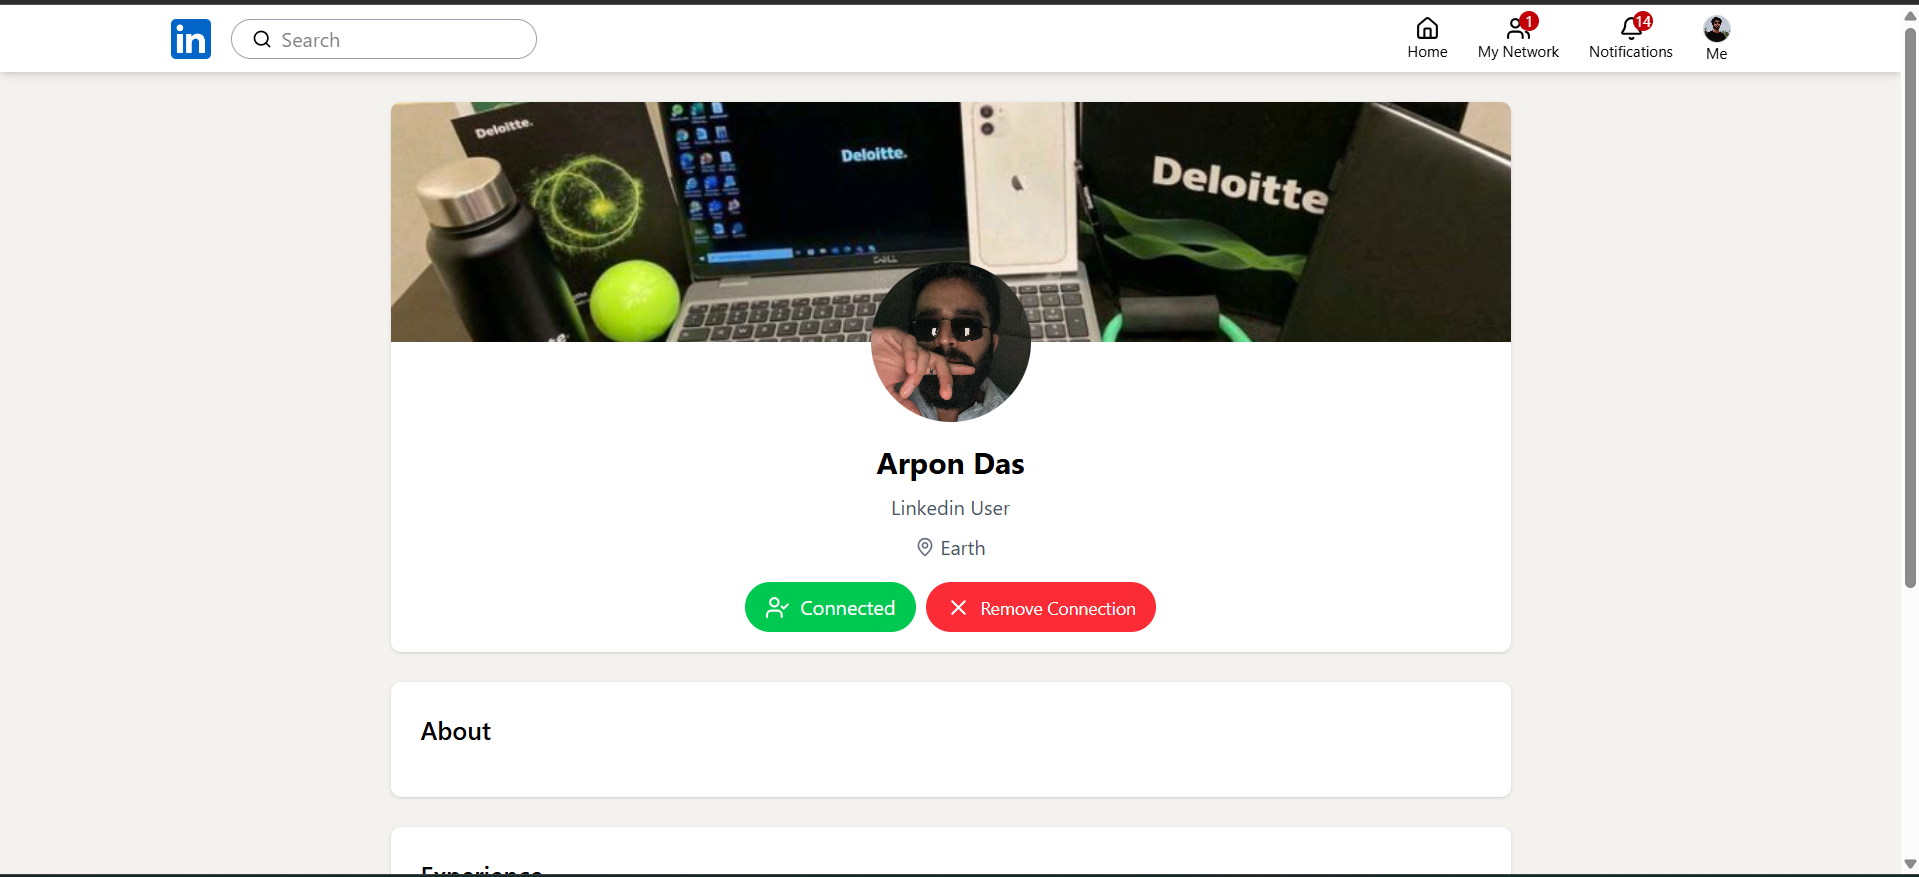 in
Search
Home
1
My Network
14
Notifications
Me
Deloitte.
Deloitte.
DELL
Deloitte.
Arpon Das
Linkedin User
Earth
Connected
Remove Connection
About
Experience